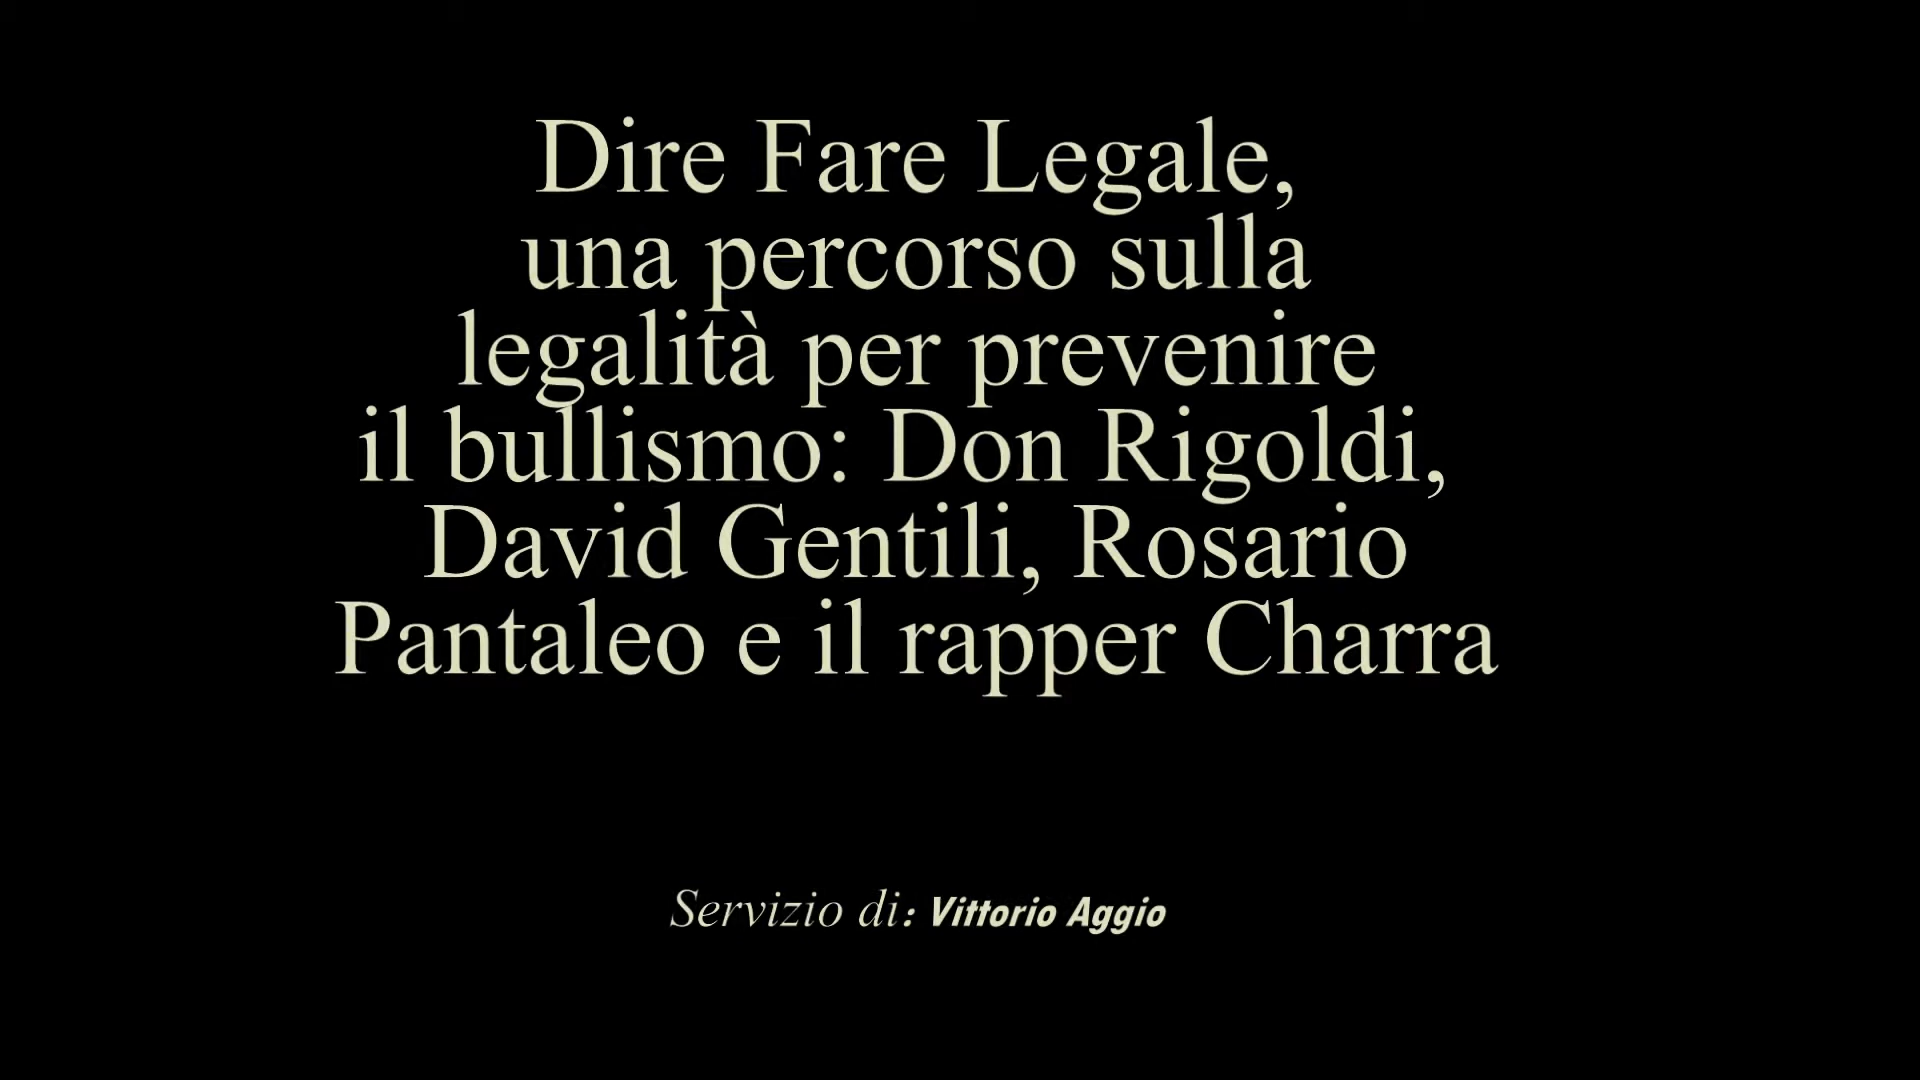 Dire Fare Legale,
una percorso sulla
legalità per prevenire
il bullismo: Don Rigoldi,
David Gentili, Rosario
Pantaleo e il rapper Charra
Servizio di: Vittorio Aggio